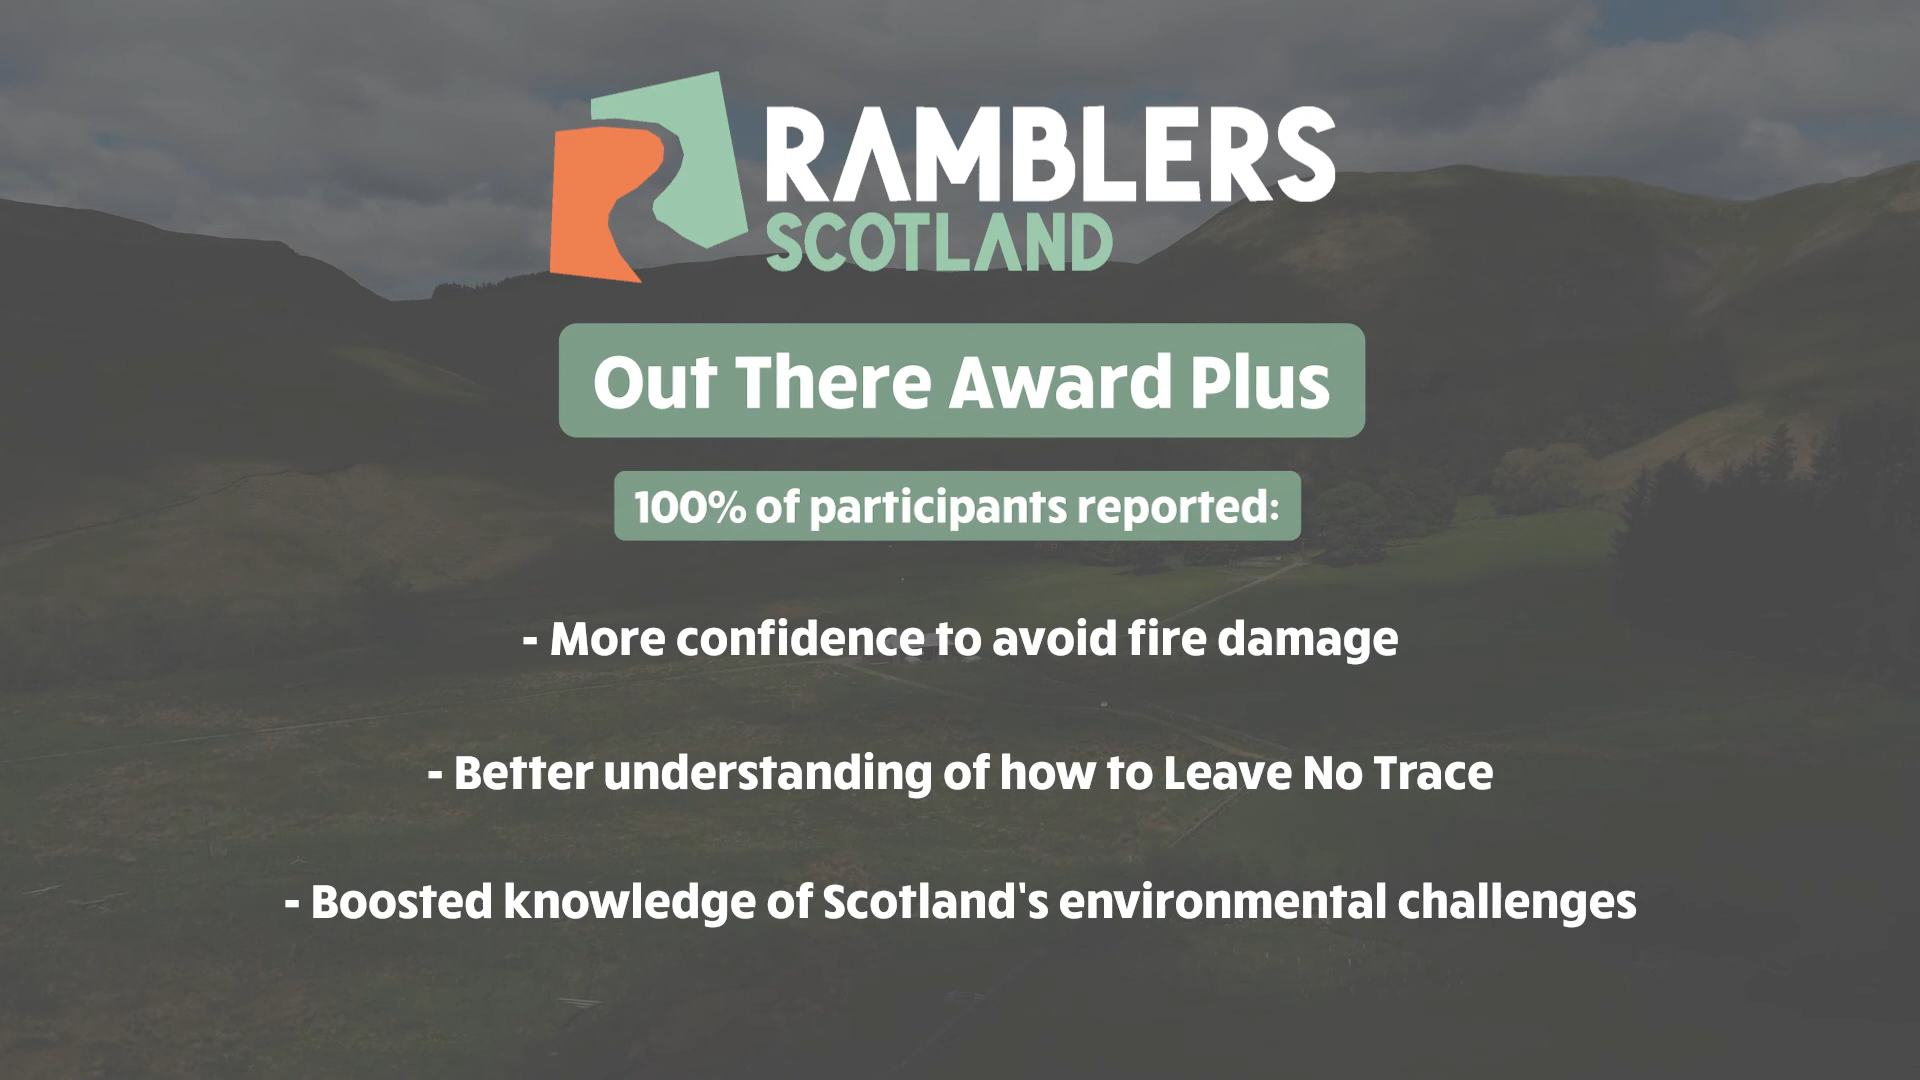 RAMBLERS
SCOTLAND
Out There Award Plus
100% of participants reported:
- More confidence to avoid fire damage
- Better understanding of how to Leave No Trace
- Boosted knowledge of Scotland's environmental challenges